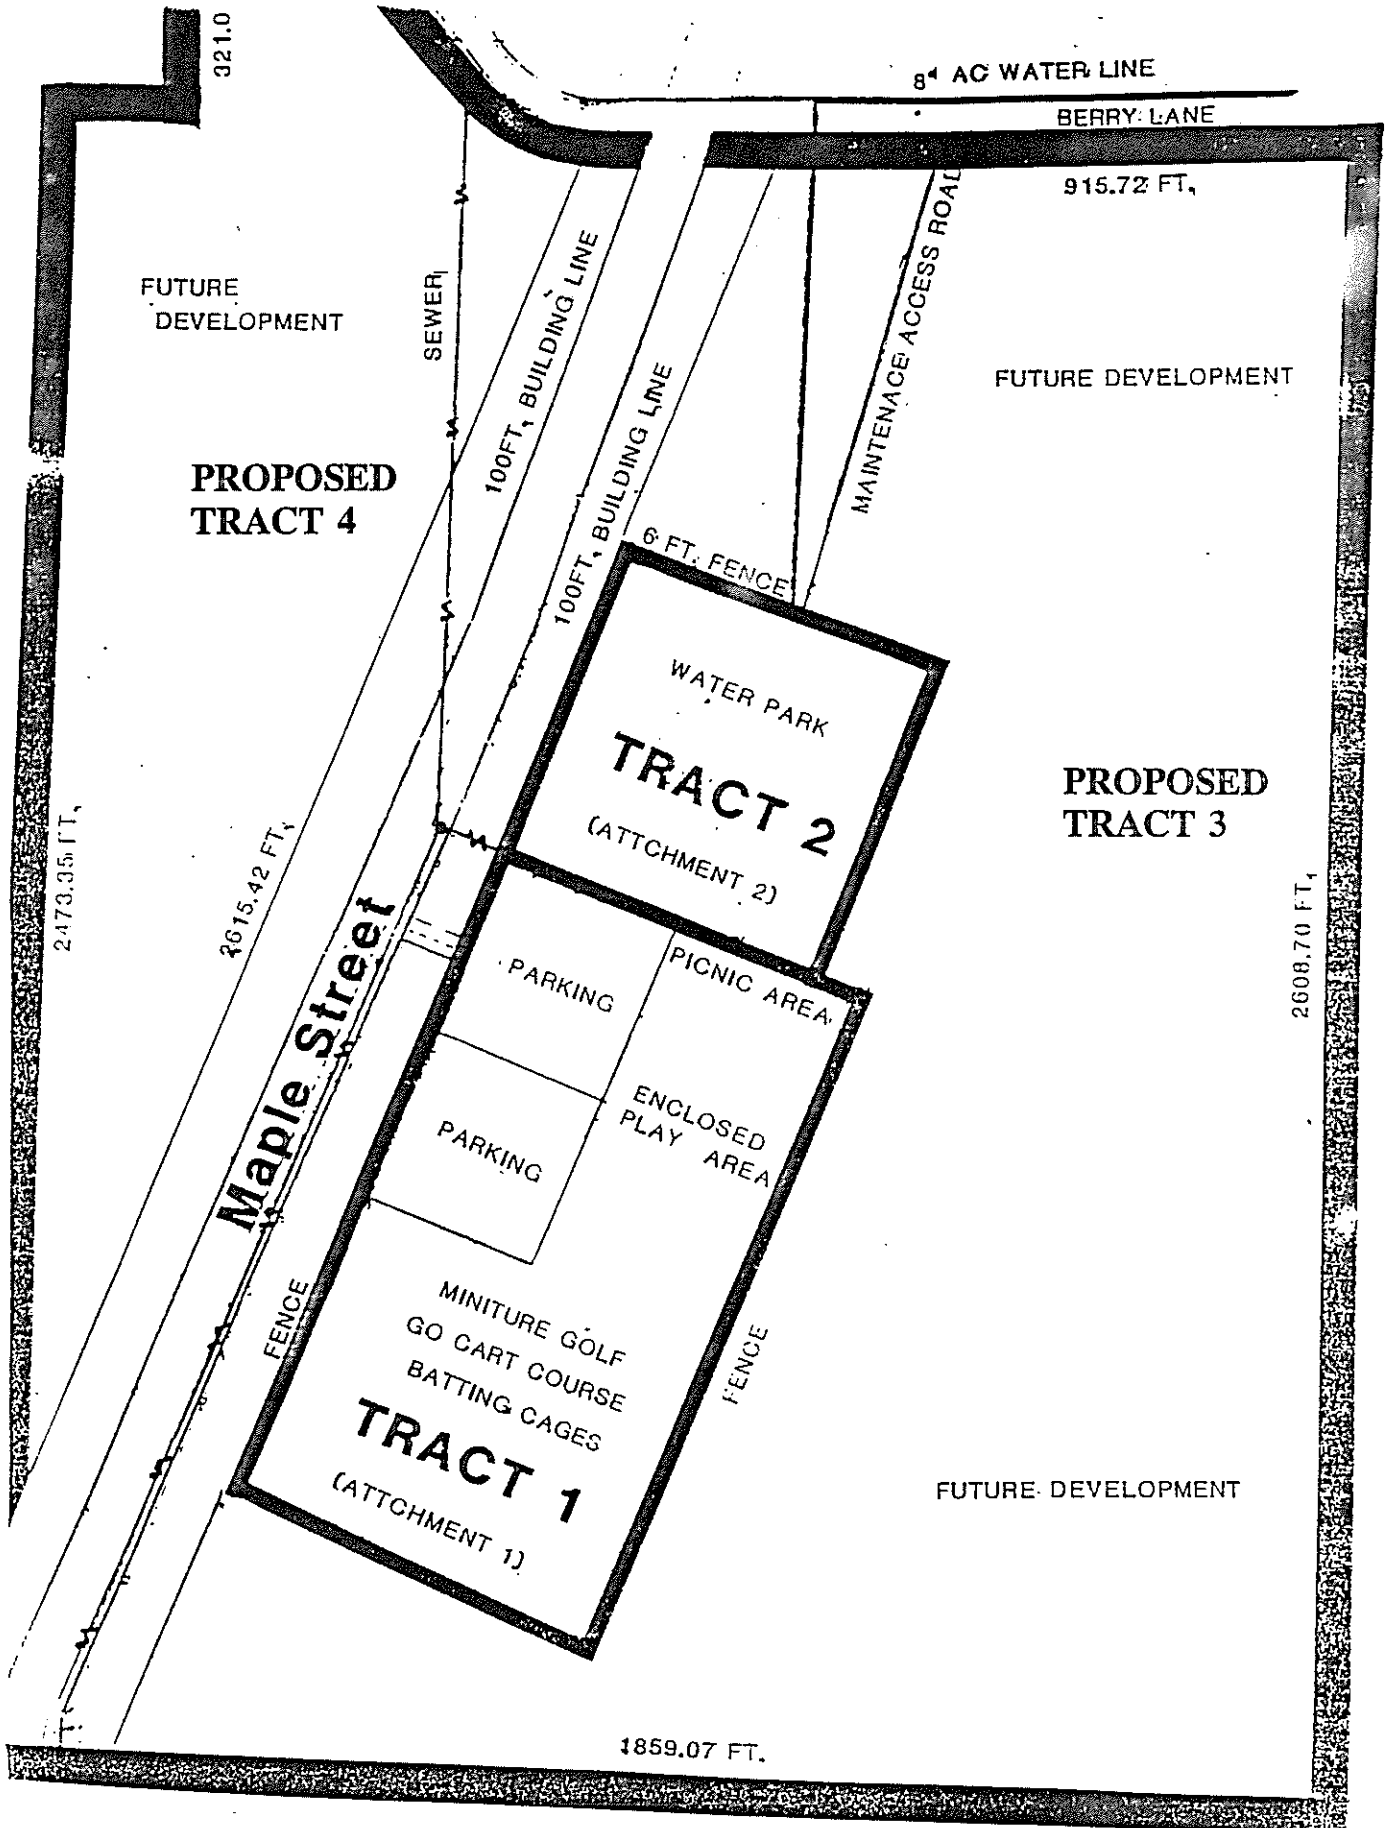 321.0
8" AC WATER LINE
BERRY LANE
915.72 FT.
FUTURE
DEVELOPMENT
SEWER
100FT. BUILDING LINE
100FT. BUILDING LINE
MAINTENACE ACCESS ROAD
FUTURE DEVELOPMENT
PROPOSED
TRACT 4
6 FT. FENCE
WATER PARK
TRACT 2
(ATTCHMENT 2)
PROPOSED
TRACT 3
2473.35 FT.
2615.42 FT.
Maple Street
2608.70 FT.
PARKING
PICNIC AREA
PARKING
ENCLOSED
PLAY AREA
FENCE
MINITURE GOLF
GO CART COURSE
BATTING CAGES
FENCE
TRACT 1
(ATTCHMENT 1)
FUTURE DEVELOPMENT
1859.07 FT.